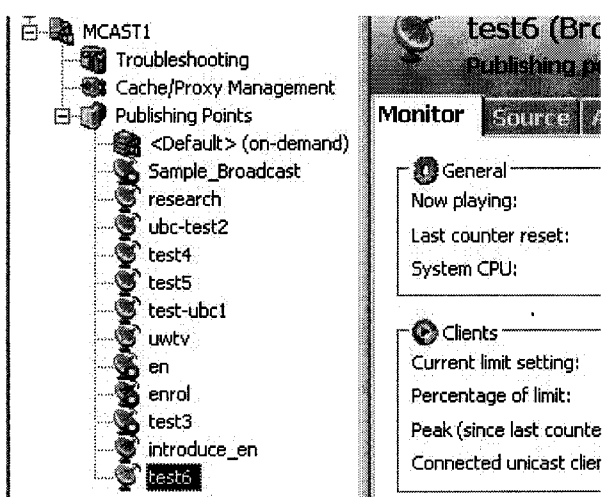 MCAST1
Troubleshooting
Cache/Proxy Management
Publishing Points
<Default> (on-demand)
Sample_Broadcast
research
ubc-test2
test4
test5
test-ubc1
uwtv
en
enrol
test3
introduce_en
test6
test6 (Bro
Publishing po
Monitor Source A
General
Now playing:
Last counter reset:
System CPU:
Clients
Current limit setting:
Percentage of limit:
Peak (since last counte
Connected unicast clien